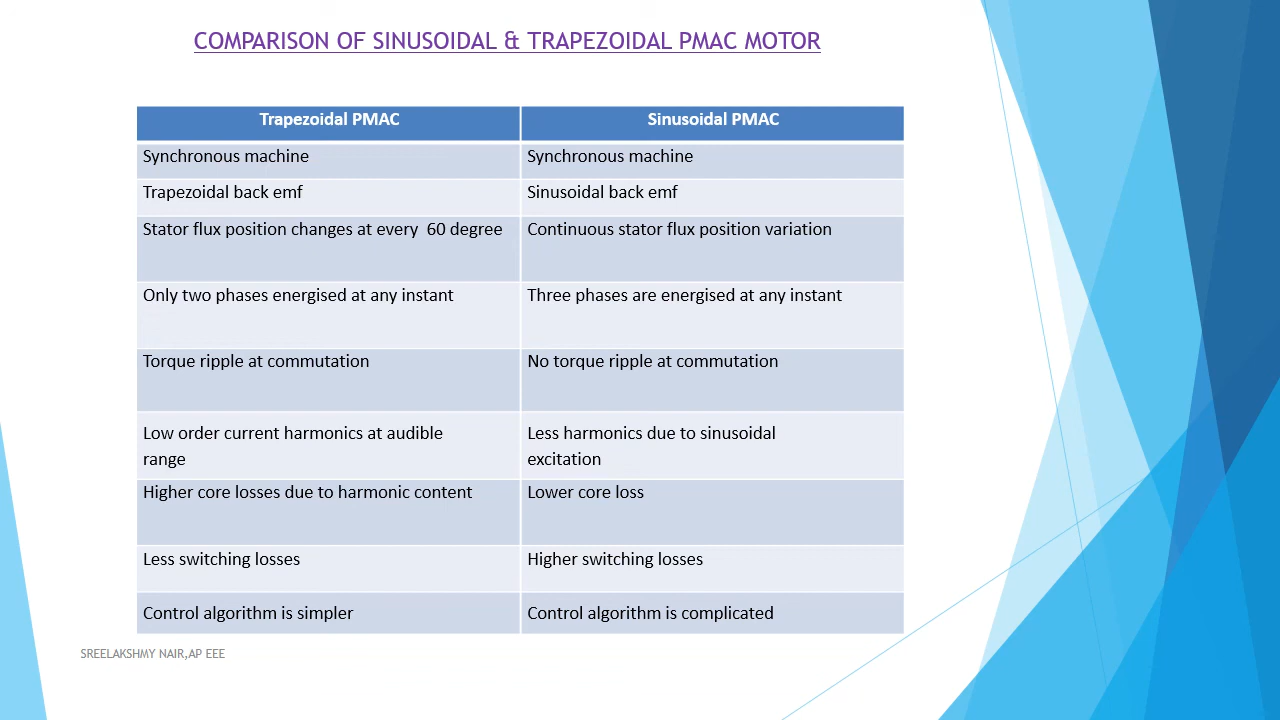 COMPARISON OF SINUSOIDAL & TRAPEZOIDAL PMAC MOTOR
Trapezoidal PMAC
Sinusoidal PMAC
Synchronous machine
Synchronous machine
Trapezoidal back emf
Sinusoidal back emf
Stator flux position changes at every  60 degree
Continuous stator flux position variation
Only two phases energised at any instant
Three phases are energised at any instant
Torque ripple at commutation
No torque ripple at commutation
Low order current harmonics at audible
range
Less harmonics due to sinusoidal
excitation
Higher core losses due to harmonic content
Lower core loss
Less switching losses
Higher switching losses
Control algorithm is simpler
Control algorithm is complicated
SREELAKSHMY NAIR,AP EEE